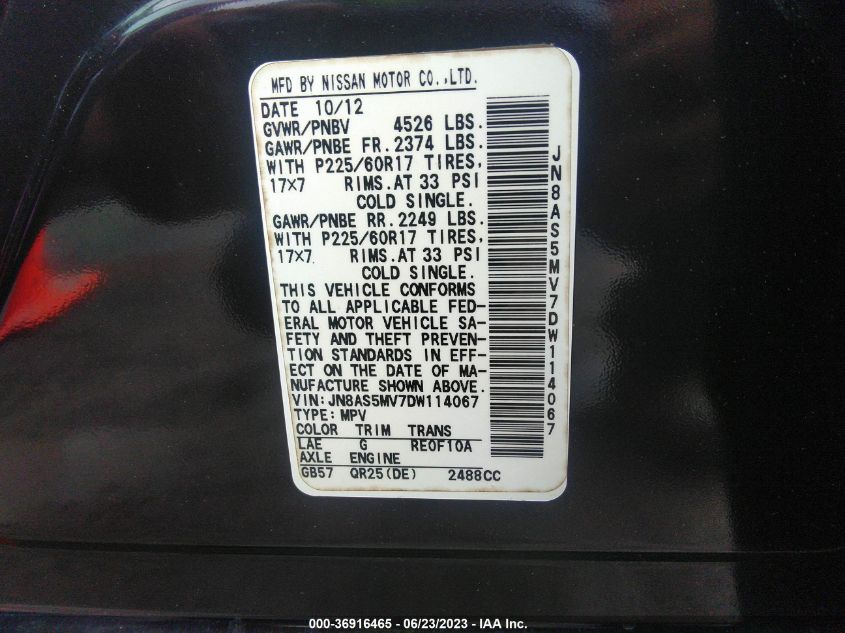 MFD BY NISSAN MOTOR CO.,LTD.
DATE 10/12
GVWR/PNBV 4526 LBS.
GAWR/PNBE FR. 2374 LBS.
WITH P225/60R17 TIRES,
17×7 RIMS. AT 33 PSI
COLD SINGLE.
GAWR/PNBE RR. 2249 LBS.
WITH P225/60R17 TIRES,
17×7 RIMS. AT 33 PSI
COLD SINGLE.
THIS VEHICLE CONFORMS
TO ALL APPLICABLE FED-
ERAL MOTOR VEHICLE SA-
FETY AND THEFT PREVEN-
TION STANDARDS IN EFF-
ECT ON THE DATE OF MA-
NUFACTURE SHOWN ABOVE.
VIN: JN8AS5MV7DW114067
TYPE: MPV
COLOR TRIM TRANS
LAE G RE0F10A
AXLE ENGINE
GB57 QR25(DE) 2488CC
JN8AS5MV7DW114067
000-36916465 - 06/23/2023 - IAA Inc.